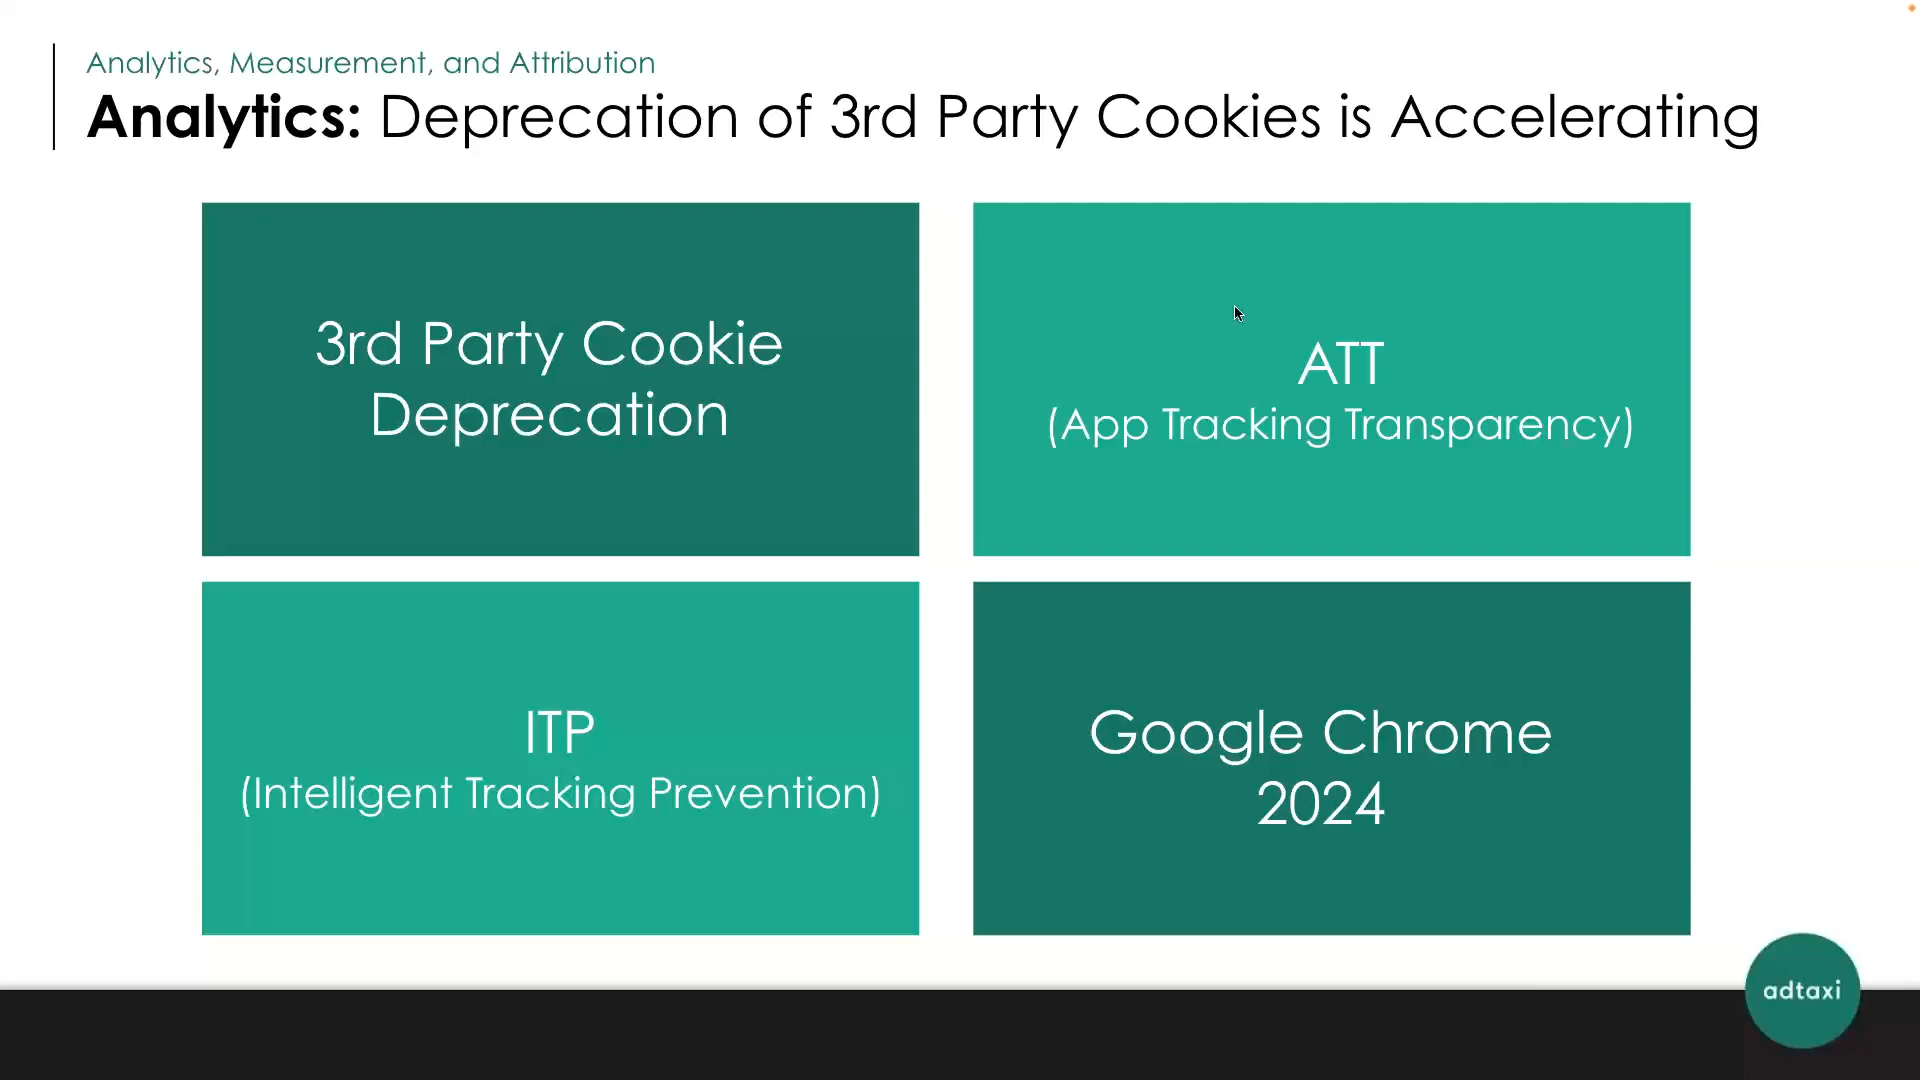 Analytics, Measurement, and Attribution
Analytics: Deprecation of 3rd Party Cookies is Accelerating
3rd Party Cookie
Deprecation
ATT
(App Tracking Transparency)
ITP
(Intelligent Tracking Prevention)
Google Chrome
2024
adtaxi